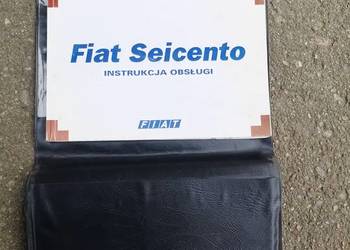 Fiat Seicento
INSTRUKCJA OBSŁUGI
FIAT